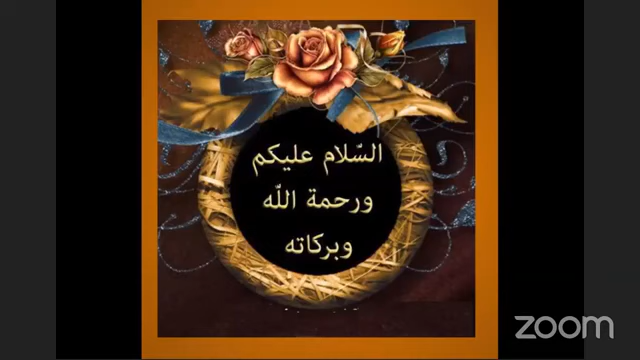 السّلام عليكم
ورحمة اللّه
وبركاته
zoom